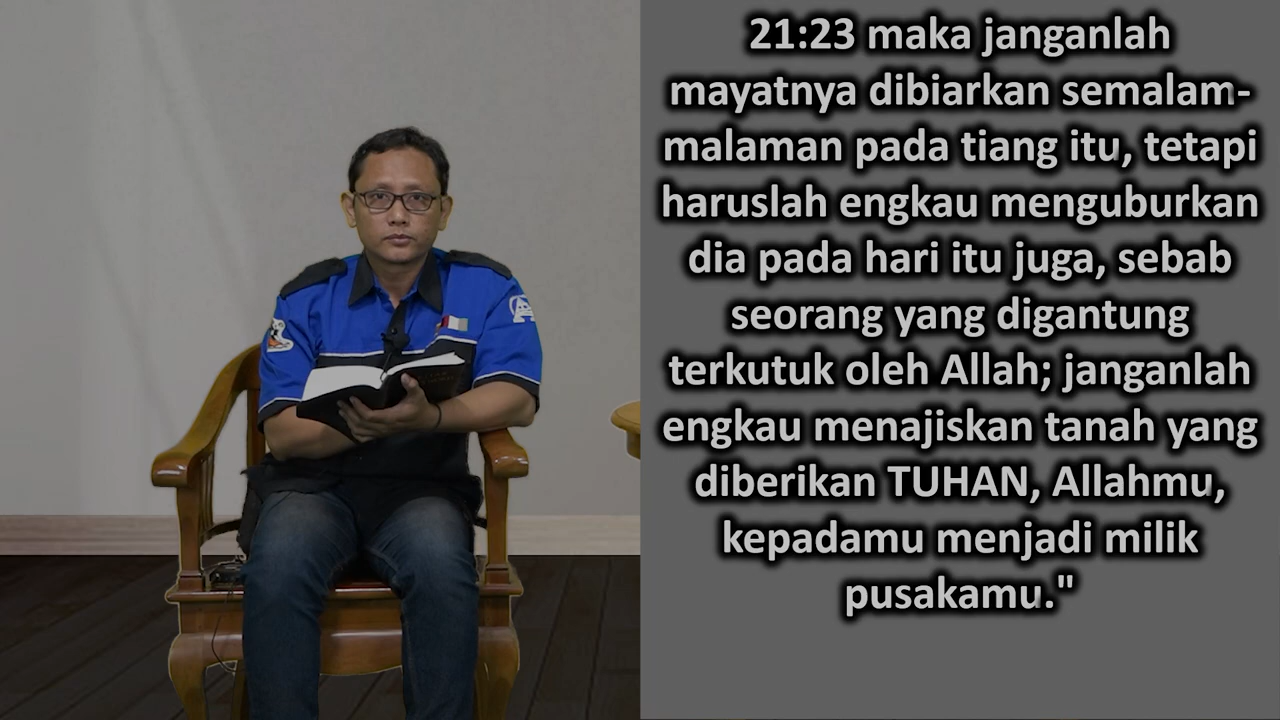 21:23 maka janganlah
mayatnya dibiarkan semalam-
malaman pada tiang itu, tetapi
haruslah engkau menguburkan
dia pada hari itu juga, sebab
seorang yang digantung
terkutuk oleh Allah; janganlah
engkau menajiskan tanah yang
diberikan TUHAN, Allahmu,
kepadamu menjadi milik
pusakamu."